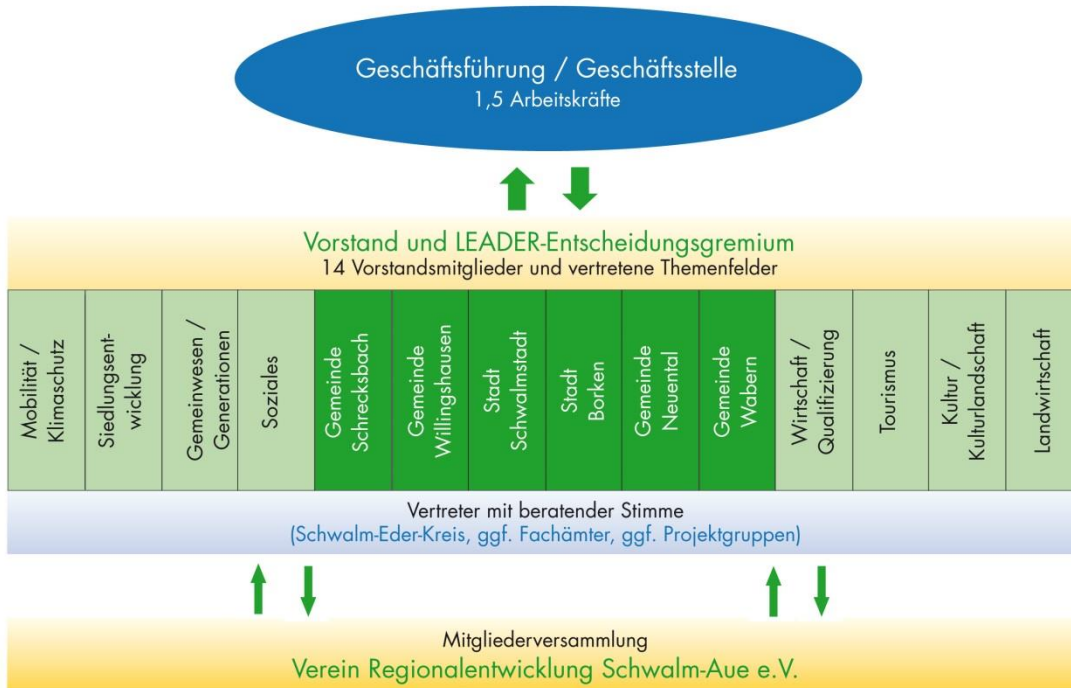 Geschäftsführung / Geschäftsstelle
1,5 Arbeitskräfte
Vorstand und LEADER-Entscheidungsgremium
14 Vorstandsmitglieder und vertretene Themenfelder
Mobilität /
Klimaschutz
Siedlungsent-
wicklung
Gemeinwesen /
Generationen
Soziales
Gemeinde
Schrecksbach
Gemeinde
Willingshausen
Stadt
Schwalmstadt
Stadt
Borken
Gemeinde
Neuental
Gemeinde
Wabern
Wirtschaft /
Qualifizierung
Tourismus
Kultur /
Kulturlandschaft
Landwirtschaft
Vertreter mit beratender Stimme
(Schwalm-Eder-Kreis, ggf. Fachämter, ggf. Projektgruppen)
Mitgliederversammlung
Verein Regionalentwicklung Schwalm-Aue e.V.